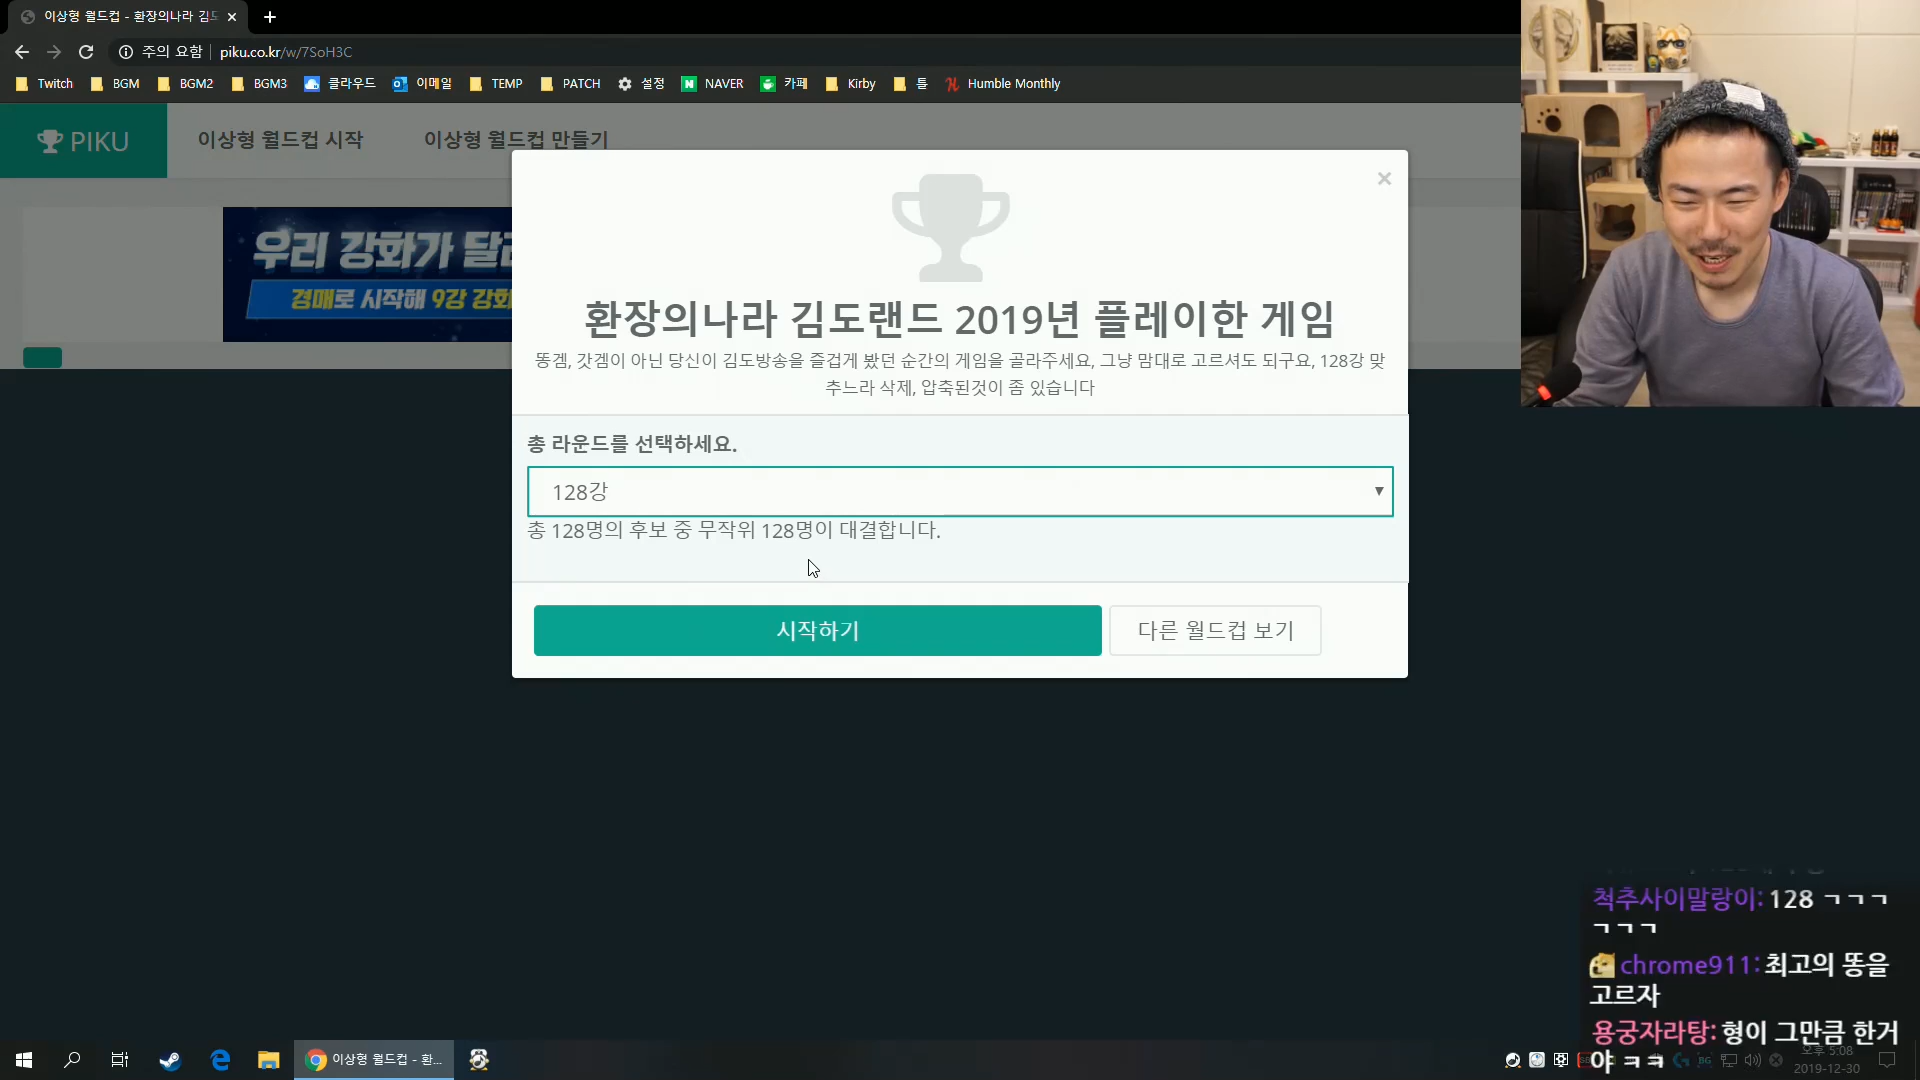 이상형 월드컵 - 환장의나라 김도
주의 요함
piku.co.kr/w/7SoH3C
Twitch
BGM
BGM2
BGM3
클라우드
이메일
TEMP
PATCH
설정
NAVER
카페
Kirby
틀
Humble Monthly
PIKU
이상형 월드컵 시작
이상형 월드컵 만들기
우리 강화가
경매로 시작해 9강
×
환장의나라 김도랜드 2019년 플레이한 게임
똥겜, 갓겜이 아닌 당신이 김도방송을 즐겁게 봤던 순간의 게임을 골라주세요, 그냥 맘대로 고르셔도 되구요, 128강 맞
추느라 삭제, 압축된것이 좀 있습니다
총 라운드를 선택하세요.
128강
총 128명의 후보 중 무작위 128명이 대결합니다.
시작하기
다른 월드컵 보기
척추사이말랑이: 128 ㅋㅋㅋ
ㅋㅋㅋ
chrome911: 최고의 똥을
고르자
용궁자라탕: 형이 그만큼 한거
야 ㅋㅋ
이상형 월드컵 - 환...
오후 5:08
2019-12-30